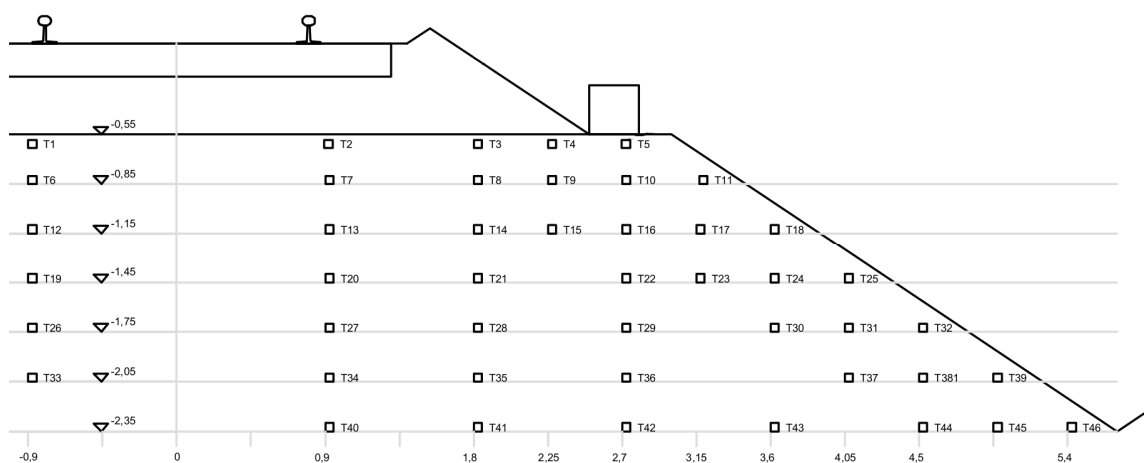 -0,55
T1 T2 T3 T4 T5
-0,85
T6 T7 T8 T9 T10 T11
-1,15
T12 T13 T14 T15 T16 T17 T18
-1,45
T19 T20 T21 T22 T23 T24 T25
-1,75
T26 T27 T28 T29 T30 T31 T32
-2,05
T33 T34 T35 T36 T37 T381 T39
-2,35
T40 T41 T42 T43 T44 T45 T46
-0,9 0 0,9 1,8 2,25 2,7 3,15 3,6 4,05 4,5 5,4